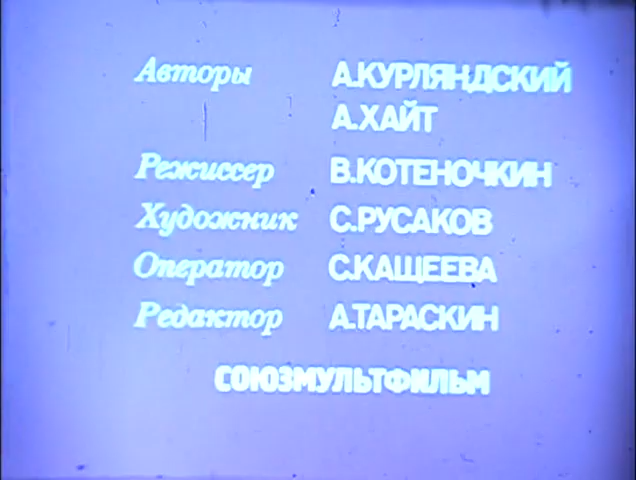 Авторы А.КУРЛЯНДСКИЙ
А.ХАЙТ
Режиссер В.КОТЕНОЧКИН
Художник С.РУСАКОВ
Оператор С.КАЩЕЕВА
Редактор А.ТАРАСКИН
СОЮЗМУЛЬТФИЛЬМ